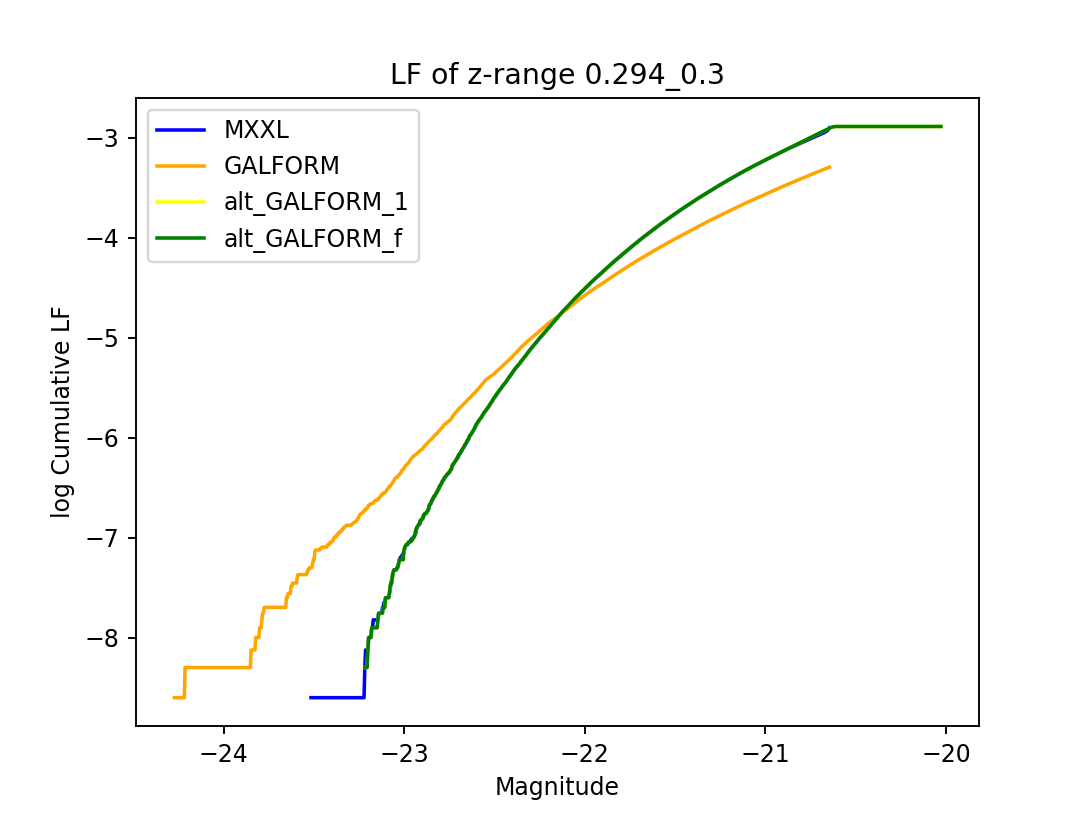 LF of z-range 0.294_0.3
MXXL
GALFORM
alt_GALFORM_1
alt_GALFORM_f
log Cumulative LF
−3
−4
−5
−6
−7
−8
−24
−23
−22
−21
−20
Magnitude